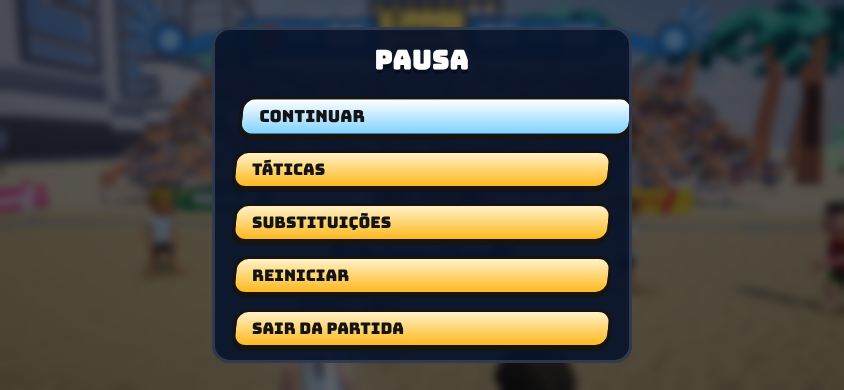 PAUSA
CONTINUAR
TÁTICAS
SUBSTITUIÇÕES
REINICIAR
SAIR DA PARTIDA